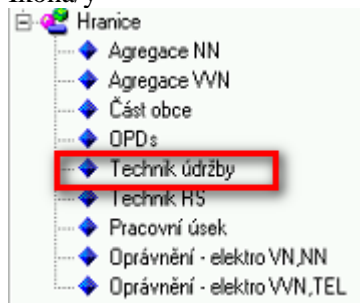 Ikona/y
Hranice
Agregace NN
Agregace VVN
Část obce
OPDs
Technik údržby
Technik RS
Pracovní úsek
Oprávnění - elektro VN,NN
Oprávnění - elektro VVN,TEL